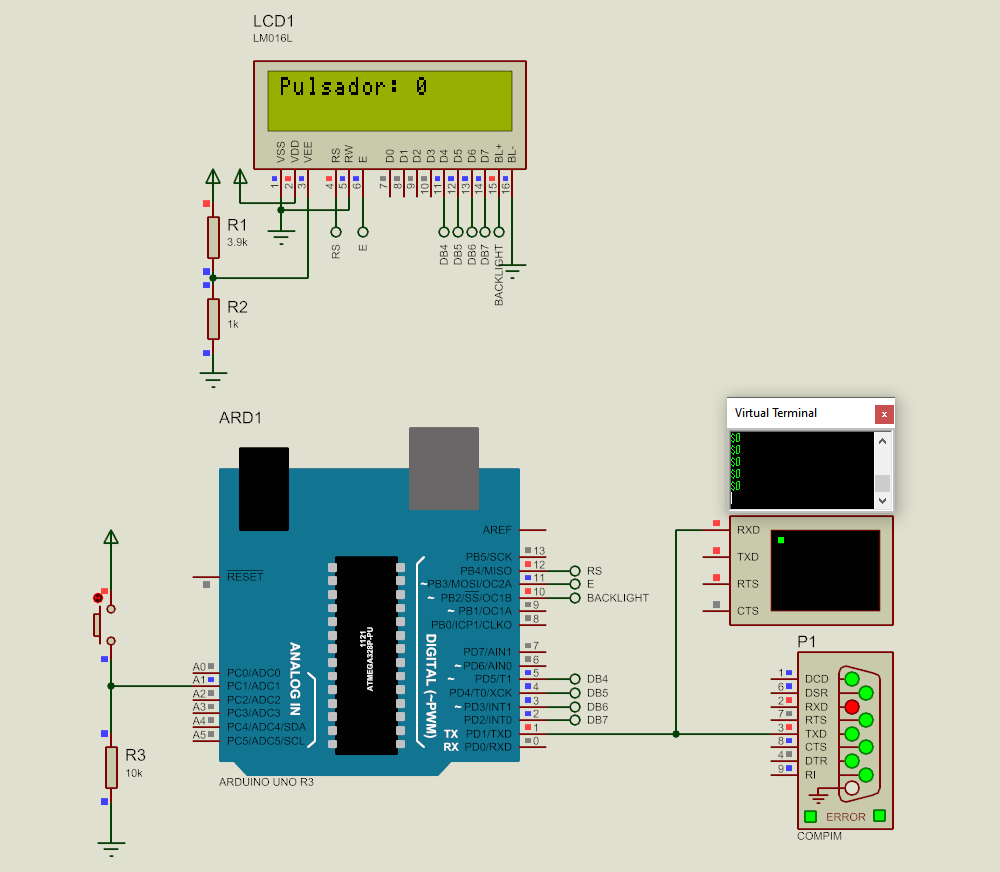 LCD1
LM016L
Pulsador: 0
VSS VDD VEE RS RW E D0 D1 D2 D3 D4 D5 D6 D7 BL+ BL-
1 2 3 4 5 6 7 8 9 10 11 12 13 14 15 16
RS E DB4 DB5 DB6 DB7 BACKLIGHT
R1
3.9k
R2
1k
ARD1
Virtual Terminal
x
$0
$0
$0
$0
$0
RXD
TXD
RTS
CTS
RESET
AREF
PB5/SCK 13
PB4/MISO 12 RS
~PB3/MOSI/OC2A 11 E
~ PB2/SS/OC1B 10 BACKLIGHT
~ PB1/OC1A 9
PB0/ICP1/CLKO 8
1121
ATMEGA328P-PU
ANALOG IN
DIGITAL (~PWM)
PD7/AIN1 7
~ PD6/AIN0 6
~ PD5/T1 5 DB4
PD4/T0/XCK 4 DB5
~ PD3/INT1 3 DB6
PD2/INT0 2 DB7
TX PD1/TXD 1
RX PD0/RXD 0
A0 PC0/ADC0
A1 PC1/ADC1
A2 PC2/ADC2
A3 PC3/ADC3
A4 PC4/ADC4/SDA
A5 PC5/ADC5/SCL
ARDUINO UNO R3
R3
10k
P1
1 DCD
6 DSR
2 RXD
7 RTS
3 TXD
8 CTS
4 DTR
9 RI
ERROR
COMPIM